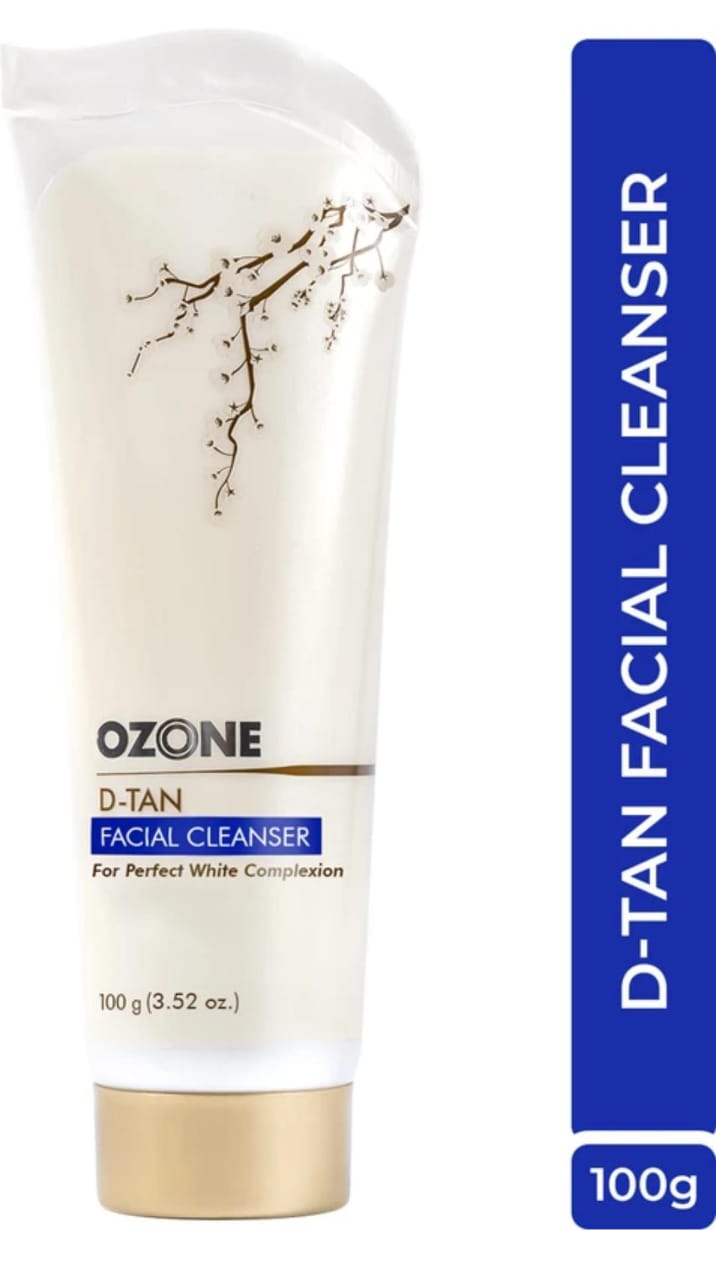 OZONE
D-TAN
FACIAL CLEANSER
For Perfect White Complexion
100 g (3.52 oz.)
D-TAN FACIAL CLEANSER
100g